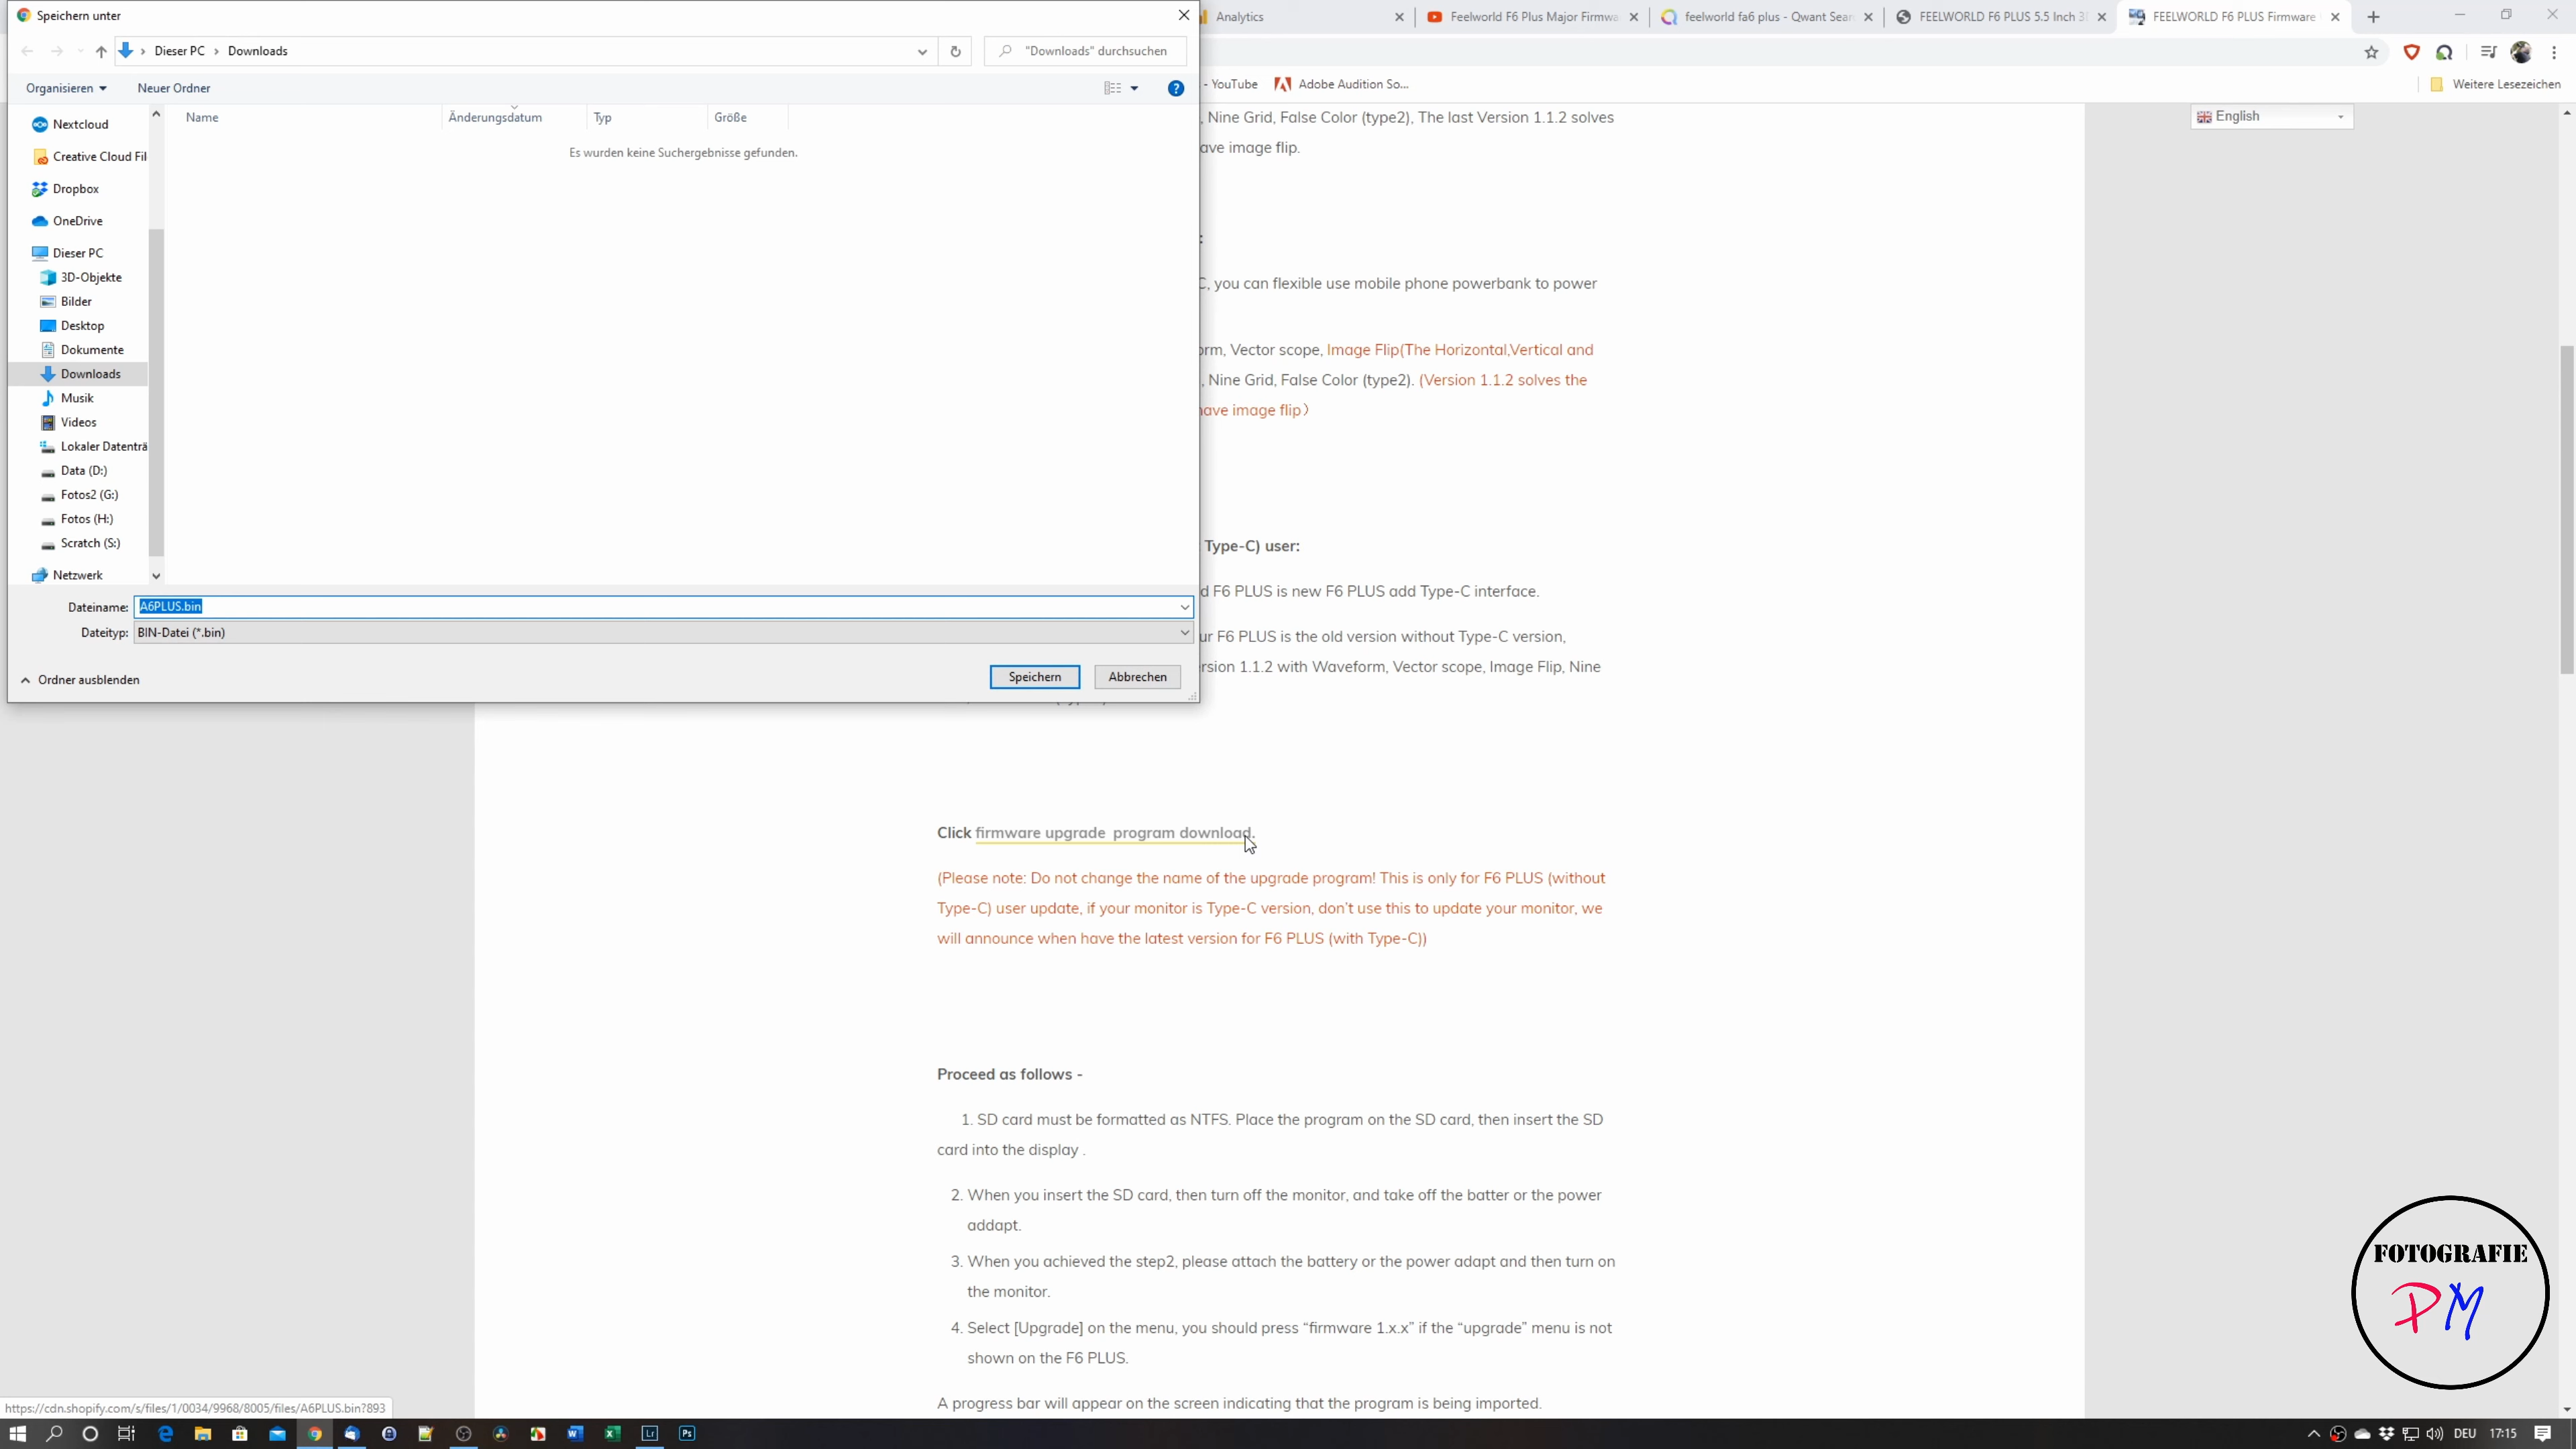 Speichern unter
Dieser PC › Downloads
"Downloads" durchsuchen
Organisieren
Neuer Ordner
Nextcloud
Creative Cloud Fil
Dropbox
OneDrive
Dieser PC
3D-Objekte
Bilder
Desktop
Dokumente
Downloads
Musik
Videos
Lokaler Datenträ
Data (D:)
Fotos2 (G:)
Fotos (H:)
Scratch (S:)
Netzwerk
Name Änderungsdatum Typ Größe
Es wurden keine Suchergebnisse gefunden.
Dateiname: A6PLUS.bin
Dateityp: BIN-Datei (*.bin)
Ordner ausblenden
Speichern
Abbrechen
Analytics
Feelworld F6 Plus Major Firmwa
feelworld fa6 plus - Qwant Sear
FEELWORLD F6 PLUS 5.5 Inch 3
FEELWORLD F6 PLUS Firmware
- YouTube
Adobe Audition So...
Weitere Lesezeichen
English
, Nine Grid, False Color (type2), The last Version 1.1.2 solves
ave image flip.
:
C, you can flexible use mobile phone powerbank to power
orm, Vector scope, Image Flip(The Horizontal,Vertical and
, Nine Grid, False Color (type2). (Version 1.1.2 solves the
have image flip）
Type-C) user:
d F6 PLUS is new F6 PLUS add Type-C interface.
ur F6 PLUS is the old version without Type-C version,
rsion 1.1.2 with Waveform, Vector scope, Image Flip, Nine
Click firmware upgrade program download.
(Please note: Do not change the name of the upgrade program! This is only for F6 PLUS (without
Type-C) user update, if your monitor is Type-C version, don't use this to update your monitor, we
will announce when have the latest version for F6 PLUS (with Type-C))
Proceed as follows -
1. SD card must be formatted as NTFS. Place the program on the SD card, then insert the SD
card into the display .
2. When you insert the SD card, then turn off the monitor, and take off the batter or the power
addapt.
3. When you achieved the step2, please attach the battery or the power adapt and then turn on
the monitor.
4. Select [Upgrade] on the menu, you should press “firmware 1.x.x” if the “upgrade” menu is not
shown on the F6 PLUS.
A progress bar will appear on the screen indicating that the program is being imported.
FOTOGRAFIE
PM
https://cdn.shopify.com/s/files/1/0034/9968/8005/files/A6PLUS.bin?893
Lr
Ps
DEU 17:15